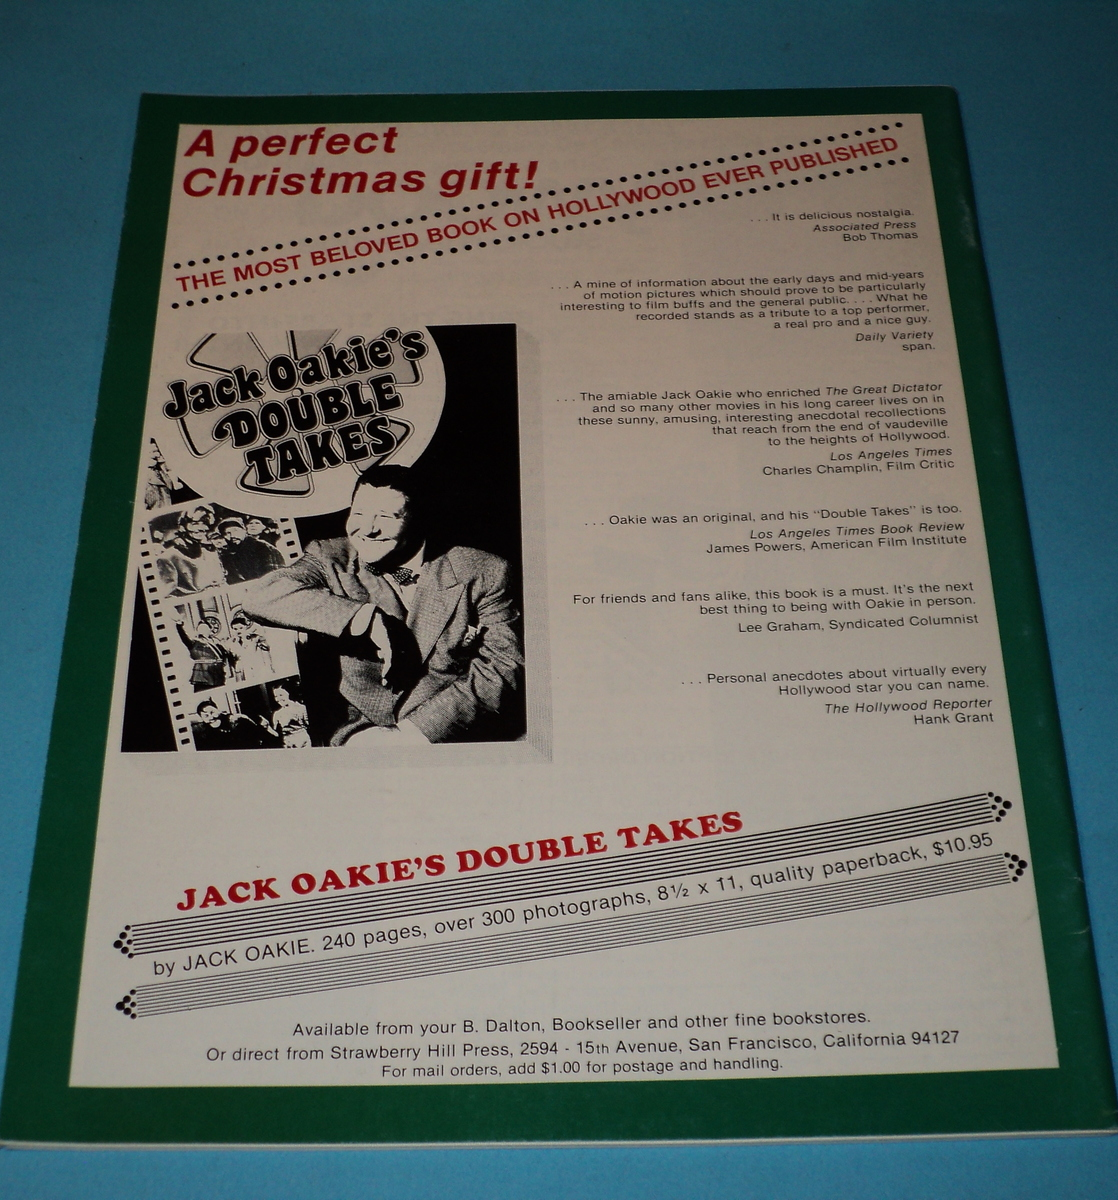 A perfect
Christmas gift!
THE MOST BELOVED BOOK ON HOLLYWOOD EVER PUBLISHED
. . . It is delicious nostalgia.
Associated Press
Bob Thomas
. . . A mine of information about the early days and mid-years
of motion pictures which should prove to be particularly
interesting to film buffs and the general public. . . . What he
recorded stands as a tribute to a top performer,
a real pro and a nice guy.
Daily Variety
span.
. . . The amiable Jack Oakie who enriched The Great Dictator
and so many other movies in his long career lives on in
these sunny, amusing, interesting anecdotal recollections
that reach from the end of vaudeville
to the heights of Hollywood.
Los Angeles Times
Charles Champlin, Film Critic
. . . Oakie was an original, and his “Double Takes” is too.
Los Angeles Times Book Review
James Powers, American Film Institute
For friends and fans alike, this book is a must. It's the next
best thing to being with Oakie in person.
Lee Graham, Syndicated Columnist
. . . Personal anecdotes about virtually every
Hollywood star you can name.
The Hollywood Reporter
Hank Grant
Jack Oakie's
DOUBLE
TAKES
JACK OAKIE'S DOUBLE TAKES
by JACK OAKIE. 240 pages, over 300 photographs, 8½ x 11, quality paperback, $10.95
Available from your B. Dalton, Bookseller and other fine bookstores.
Or direct from Strawberry Hill Press, 2594 - 15th Avenue, San Francisco, California 94127
For mail orders, add $1.00 for postage and handling.